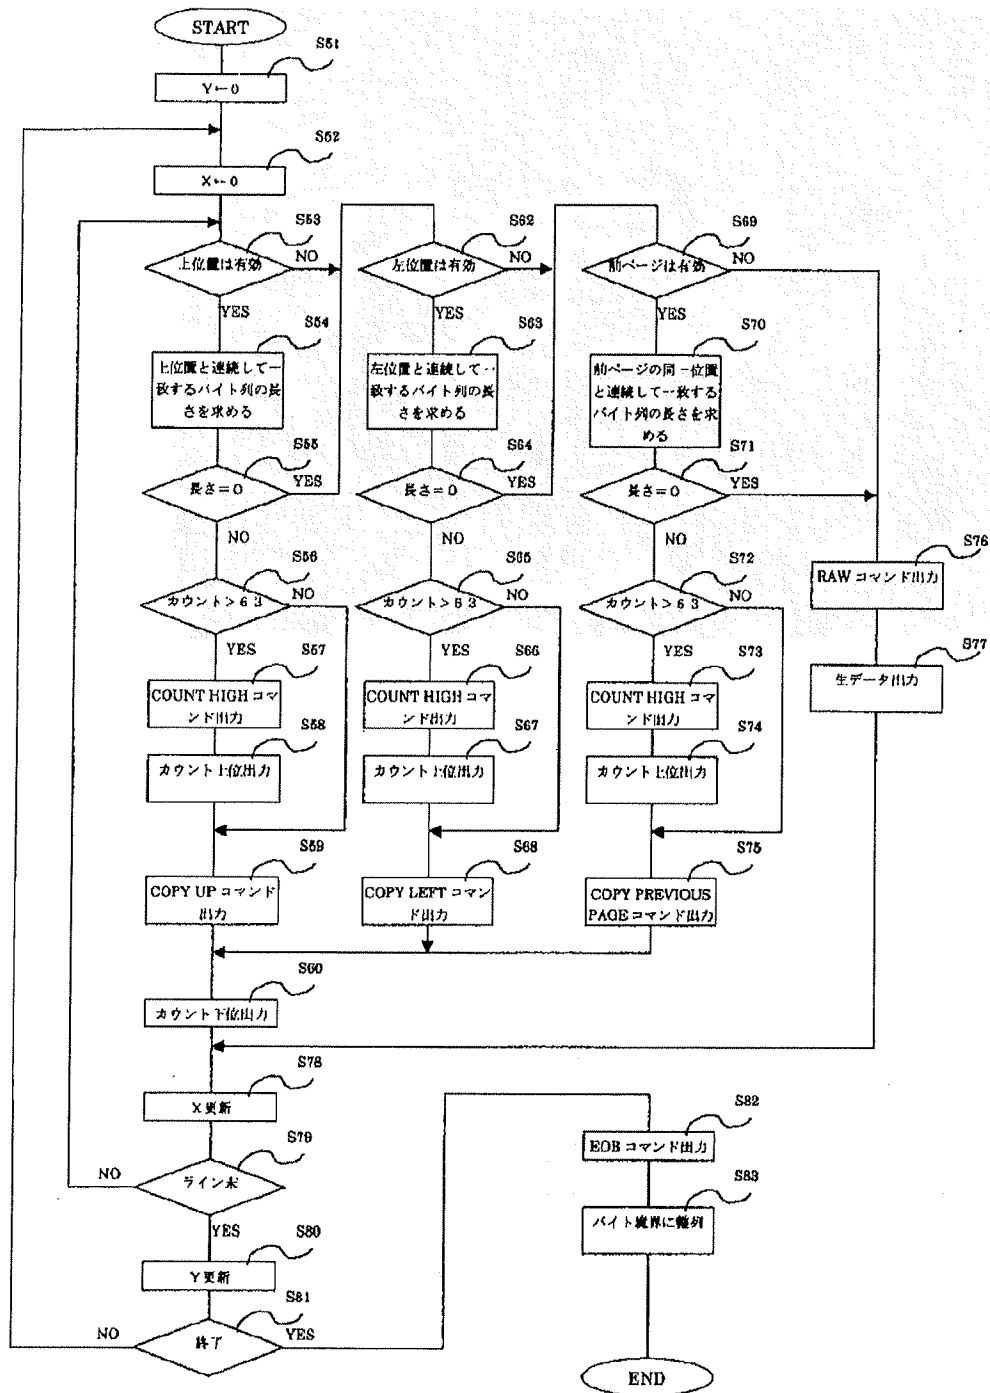 START
S51
Y←0
S52
X←0
S53
上位置は有効
NO
YES
S54
上位置と連続して一
致するバイト列の長
さを求める
S55
長さ=0
YES
NO
S56
カウント>63
NO
YES
S57
COUNT HIGH コマ
ンド出力
S58
カウント上位出力
S59
COPY UP コマンド
出力
S60
カウント下位出力
S62
左位置は有効
NO
YES
S63
左位置と連続して一
致するバイト列の長
さを求める
S64
長さ=0
YES
NO
S65
カウント>63
NO
YES
S66
COUNT HIGH コマ
ンド出力
S67
カウント上位出力
S68
COPY LEFT コマン
ド出力
S69
前ページは有効
NO
YES
S70
前ページの同一位置
と連続して一致する
バイト列の長さを求
める
S71
長さ=0
YES
NO
S72
カウント>63
NO
YES
S73
COUNT HIGH コマ
ンド出力
S74
カウント上位出力
S75
COPY PREVIOUS
PAGE コマンド出力
S76
RAW コマンド出力
S77
生データ出力
S78
X更新
S79
ライン末
NO
YES
S80
Y更新
S81
終了
NO
YES
S82
EOB コマンド出力
S83
バイト境界に整列
END